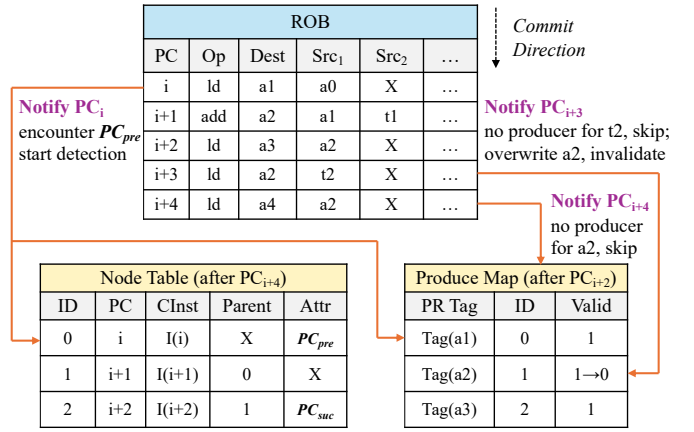 ROB
PC Op Dest Src₁ Src₂ …
i ld a1 a0 X …
i+1 add a2 a1 t1 …
i+2 ld a3 a2 X …
i+3 ld a2 t2 X …
i+4 ld a4 a2 X …
Commit
Direction
Notify PCᵢ
encounter PCpre
start detection
Notify PCᵢ₊₃
no producer for t2, skip;
overwrite a2, invalidate
Notify PCᵢ₊₄
no producer
for a2, skip
Node Table (after PCᵢ₊₄)
ID PC CInst Parent Attr
0 i I(i) X PCpre
1 i+1 I(i+1) 0 X
2 i+2 I(i+2) 1 PCsuc
Produce Map (after PCᵢ₊₂)
PR Tag ID Valid
Tag(a1) 0 1
Tag(a2) 1 1→0
Tag(a3) 2 1